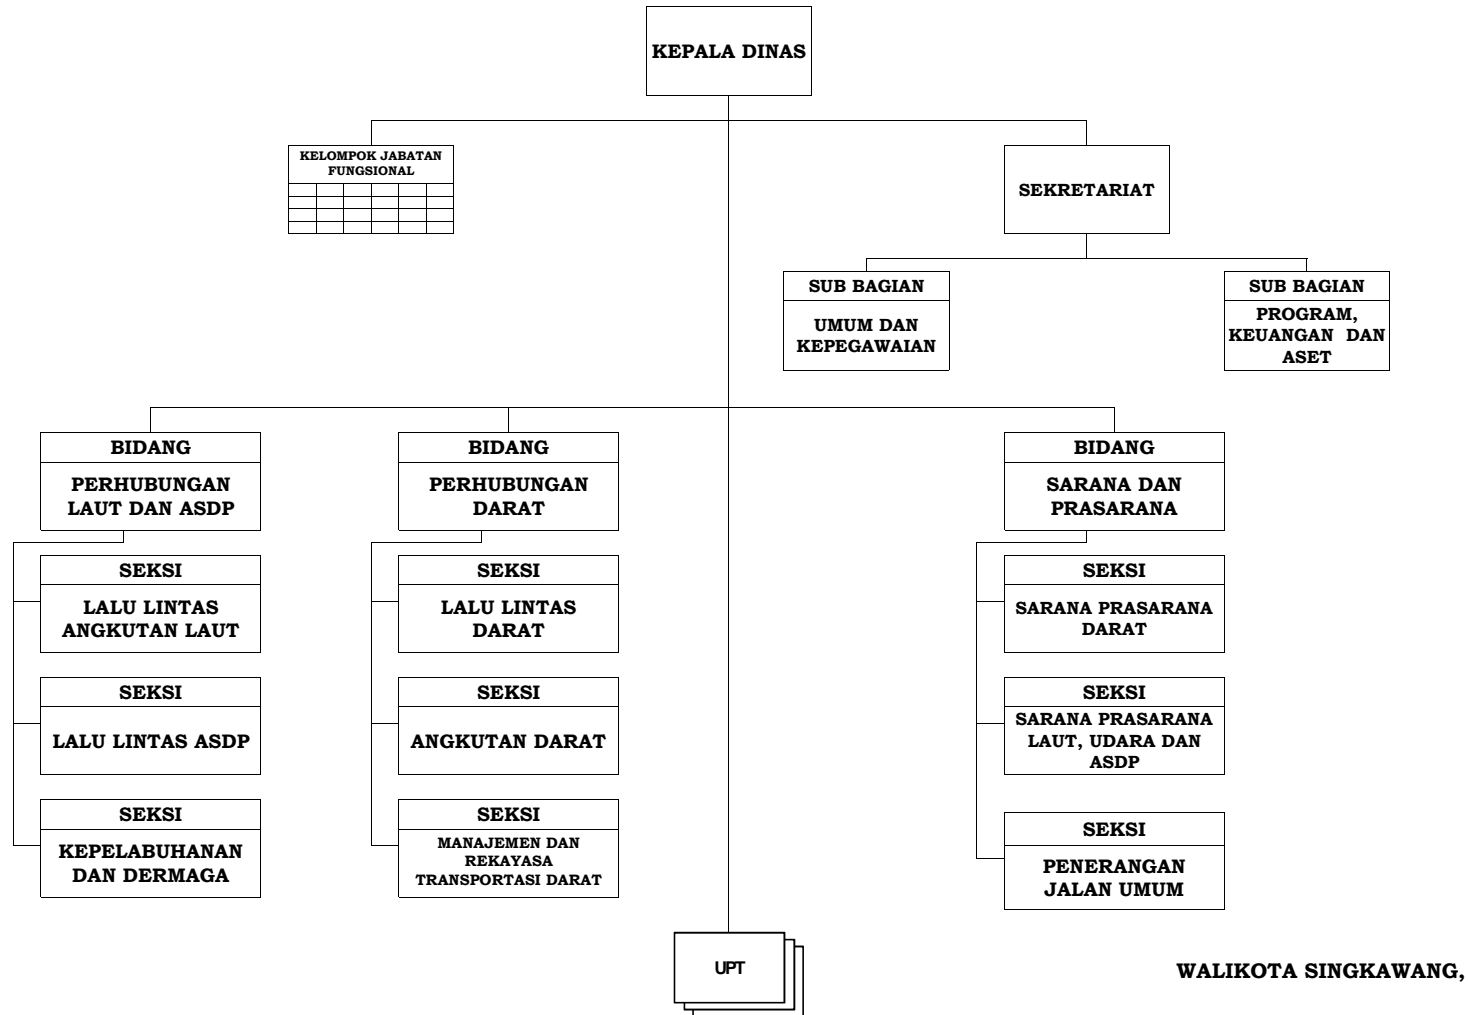 KEPALA DINAS
KELOMPOK JABATAN
FUNGSIONAL
SEKRETARIAT
SUB BAGIAN
UMUM DAN
KEPEGAWAIAN
SUB BAGIAN
PROGRAM,
KEUANGAN DAN
ASET
BIDANG
PERHUBUNGAN
LAUT DAN ASDP
SEKSI
LALU LINTAS
ANGKUTAN LAUT
SEKSI
LALU LINTAS ASDP
SEKSI
KEPELABUHANAN
DAN DERMAGA
BIDANG
PERHUBUNGAN
DARAT
SEKSI
LALU LINTAS
DARAT
SEKSI
ANGKUTAN DARAT
SEKSI
MANAJEMEN DAN
REKAYASA
TRANSPORTASI DARAT
BIDANG
SARANA DAN
PRASARANA
SEKSI
SARANA PRASARANA
DARAT
SEKSI
SARANA PRASARANA
LAUT, UDARA DAN
ASDP
SEKSI
PENERANGAN
JALAN UMUM
UPT
WALIKOTA SINGKAWANG,